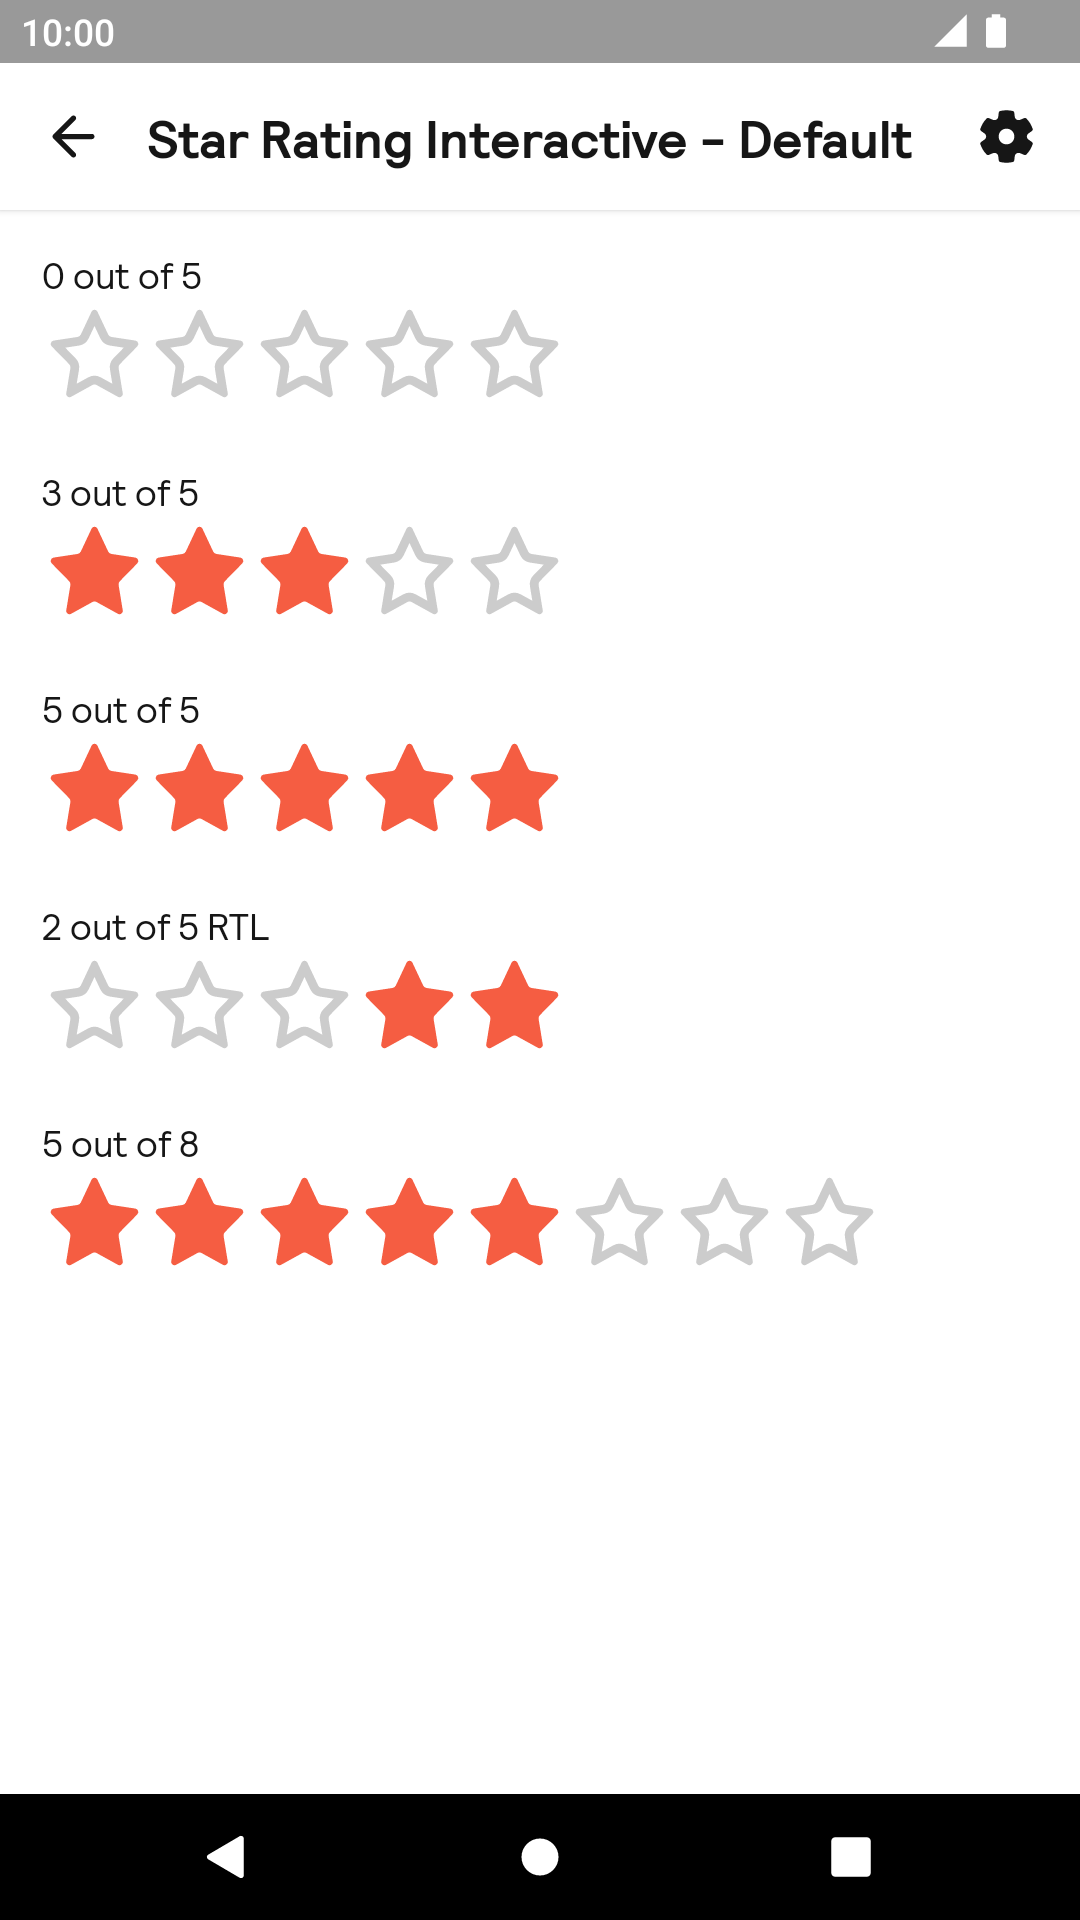 10:00
Star Rating Interactive - Default
0 out of 5
3 out of 5
5 out of 5
2 out of 5 RTL
5 out of 8